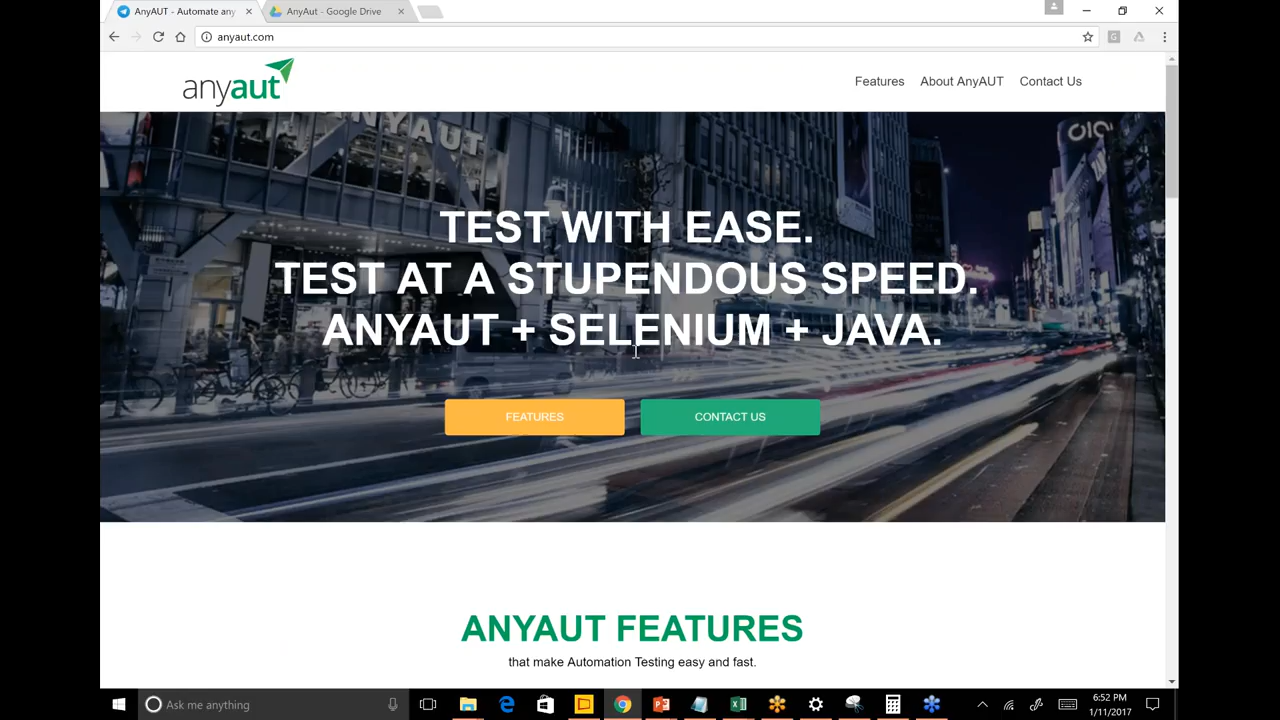 AnyAUT - Automate any
AnyAut - Google Drive
anyaut.com
anyaut
Features
About AnyAUT
Contact Us
ANYAUT
TEST WITH EASE.
TEST AT A STUPENDOUS SPEED.
ANYAUT + SELENIUM + JAVA.
FEATURES
CONTACT US
ANYAUT FEATURES
that make Automation Testing easy and fast.
Ask me anything
6:52 PM
1/11/2017